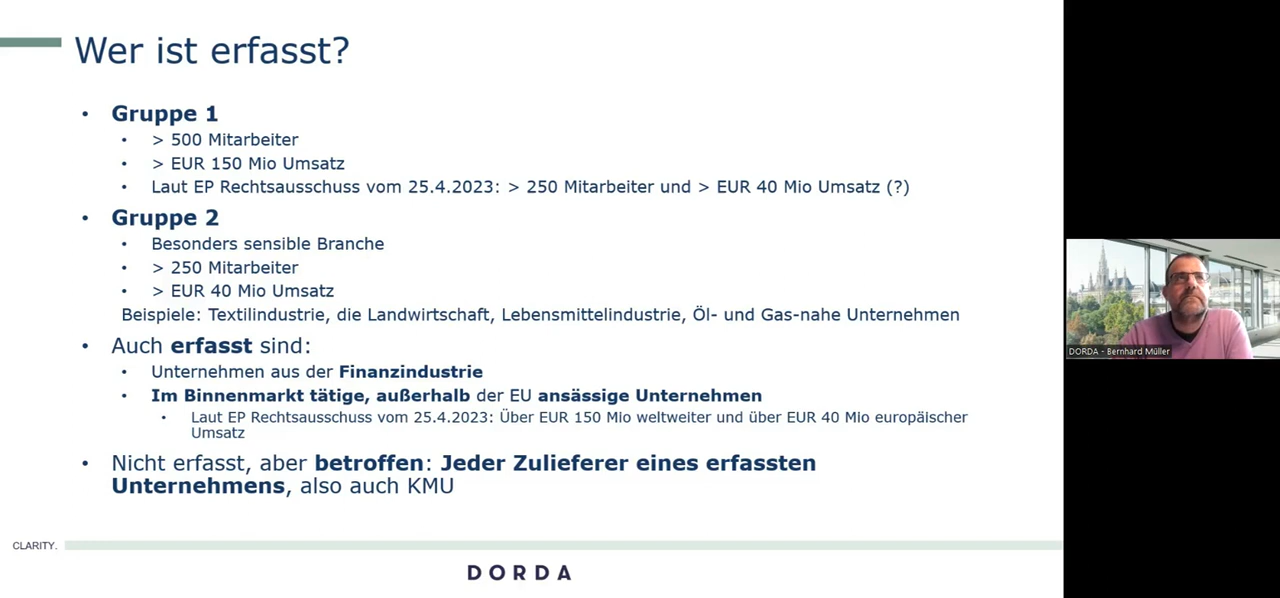 Wer ist erfasst?
• Gruppe 1
• > 500 Mitarbeiter
• > EUR 150 Mio Umsatz
• Laut EP Rechtsausschuss vom 25.4.2023: > 250 Mitarbeiter und > EUR 40 Mio Umsatz (?)
• Gruppe 2
• Besonders sensible Branche
• > 250 Mitarbeiter
• > EUR 40 Mio Umsatz
Beispiele: Textilindustrie, die Landwirtschaft, Lebensmittelindustrie, Öl- und Gas-nahe Unternehmen
• Auch erfasst sind:
• Unternehmen aus der Finanzindustrie
• Im Binnenmarkt tätige, außerhalb der EU ansässige Unternehmen
• Laut EP Rechtsausschuss vom 25.4.2023: Über EUR 150 Mio weltweiter und über EUR 40 Mio europäischer
Umsatz
• Nicht erfasst, aber betroffen: Jeder Zulieferer eines erfassten
Unternehmens, also auch KMU
CLARITY.
DORDA
DORDA - Bernhard Müller